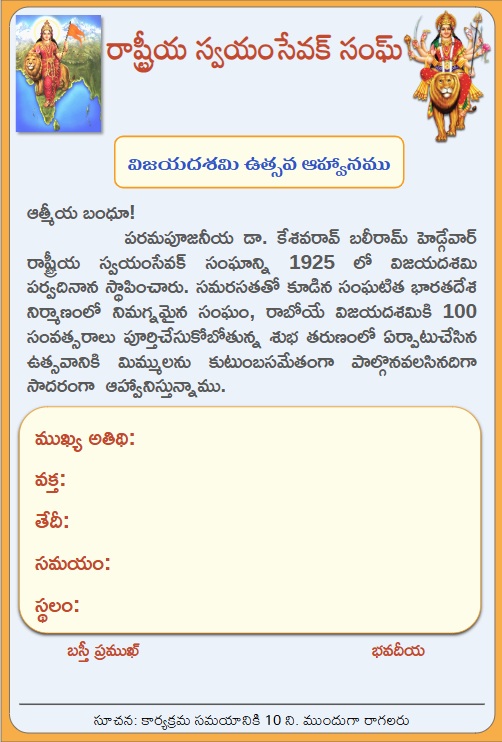 రాష్ట్రీయ స్వయంసేవక్ సంఘ్
విజయదశమి ఉత్సవ ఆహ్వానము
ఆత్మీయ బంధూ!
పరమపూజనీయ డా. కేశవరావ్ బలీరామ్ హెడ్గేవార్
రాష్ట్రీయ స్వయంసేవక్ సంఘాన్ని 1925 లో విజయదశమి
పర్వదినాన స్థాపించారు. సమరసతతో కూడిన సంఘటిత భారతదేశ
నిర్మాణంలో నిమగ్నమైన సంఘం, రాబోయే విజయదశమికి 100
సంవత్సరాలు పూర్తిచేసుకోబోతున్న శుభ తరుణంలో ఏర్పాటుచేసిన
ఉత్సవానికి మిమ్ములను కుటుంబసమేతంగా పాల్గొనవలసినదిగా
సాదరంగా ఆహ్వానిస్తున్నాము.
ముఖ్య అతిథి:
వక్త:
తేదీ:
సమయం:
స్థలం:
బస్తీ ప్రముఖ్ భవదీయ
సూచన: కార్యక్రమ సమయానికి 10 ని. ముందుగా రాగలరు